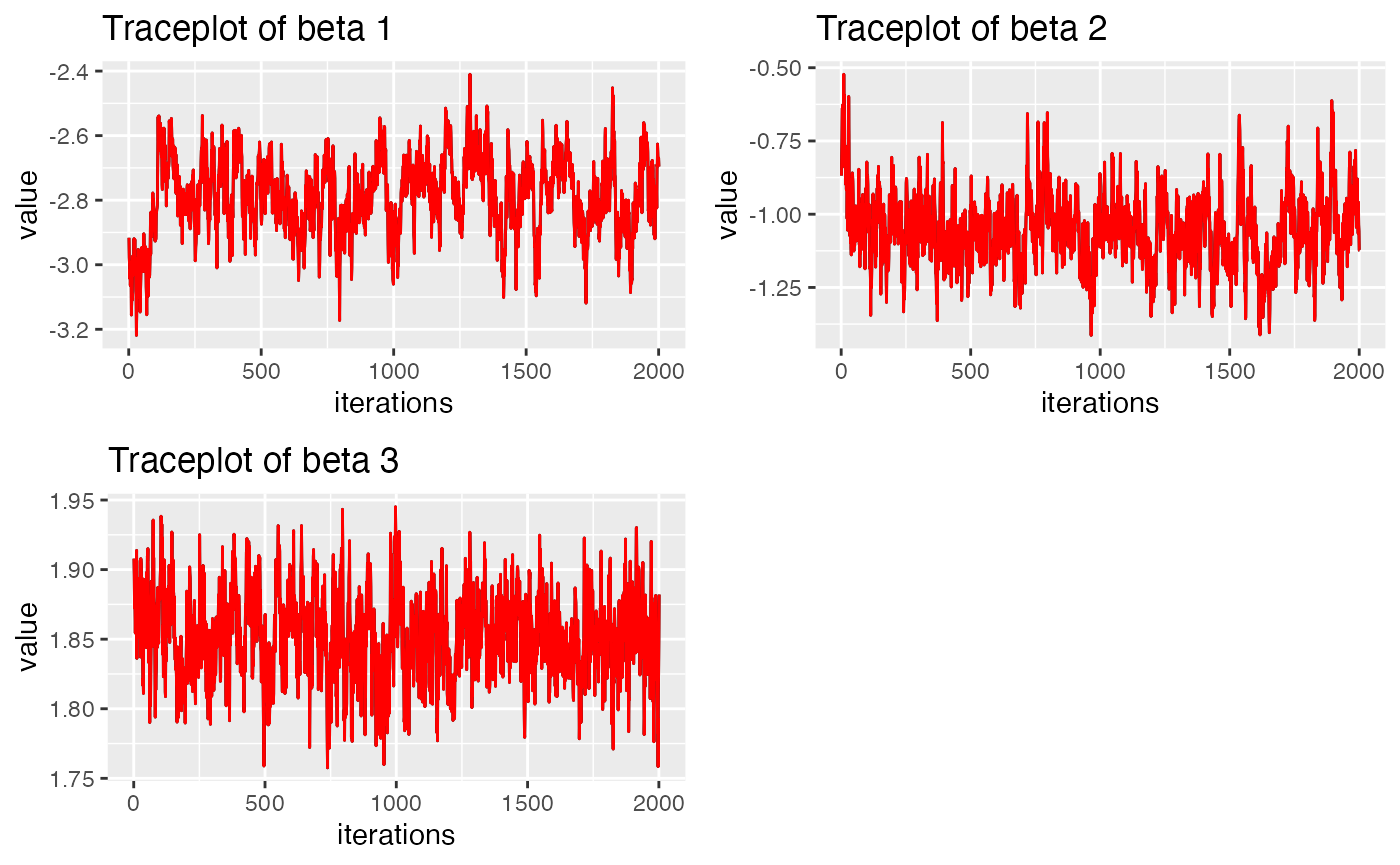 Traceplot of beta 1
-2.4
-2.6
-2.8
-3.0
-3.2
value
0 500 1000 1500 2000
iterations
Traceplot of beta 2
-0.50
-0.75
-1.00
-1.25
value
0 500 1000 1500 2000
iterations
Traceplot of beta 3
1.95
1.90
1.85
1.80
1.75
value
0 500 1000 1500 2000
iterations